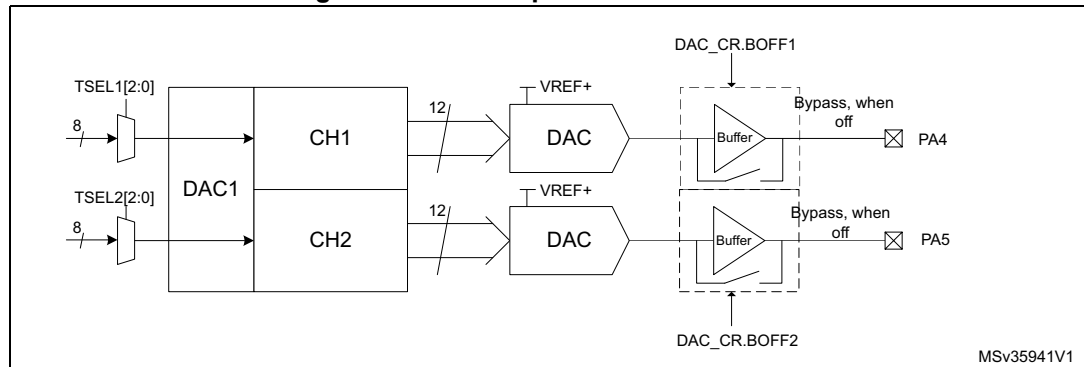 DAC_CR.BOFF1
TSEL1[2:0]
8
12
VREF+
Bypass, when
off
CH1
DAC
Buffer
PA4
DAC1
TSEL2[2:0]
8
12
VREF+
Bypass, when
off
CH2
DAC
Buffer
PA5
DAC_CR.BOFF2
MSv35941V1